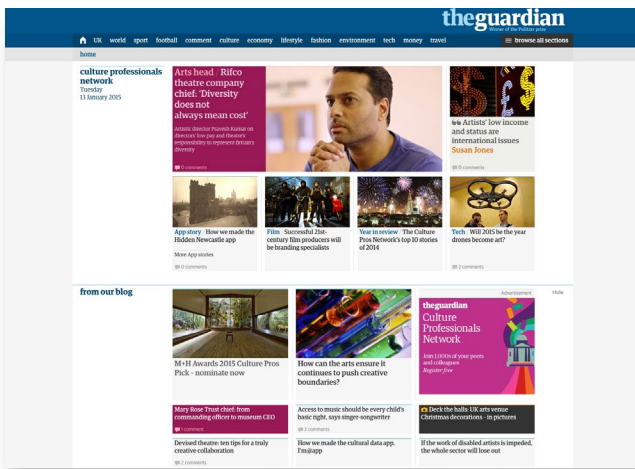 theguardian
Winner of the Pulitzer prize
UK world sport football comment culture economy lifestyle fashion environment tech money travel
browse all sections
home
culture professionals
network
Tuesday
13 January 2015
Arts head | Rifco
theatre company
chief: 'Diversity
does not
always mean cost'
Artistic director Pravesh Kumar on
directors' low pay and theatre's
responsibility to represent Britain's
diversity
0 comments
Artists' low income
and status are
international issues
Susan Jones
0 comments
App story | How we made the
Hidden Newcastle app
More App stories
0 comments
Film | Successful 21st-
century film producers will
be branding specialists
Year in review | The Culture
Pros Network's top 10 stories
of 2014
Tech | Will 2015 be the year
drones become art?
2 comments
from our blog
M+H Awards 2015 Culture Pros
Pick – nominate now
How can the arts ensure it
continues to push creative
boundaries?
Advertisement
Hide
theguardian
Culture
Professionals
Network
Join 1,000s of your peers
and colleagues
Register free
Mary Rose Trust chief: from
commanding officer to museum CEO
1 comment
Access to music should be every child's
basic right, says singer-songwriter
3 comments
Deck the halls: UK arts venue
Christmas decorations - in pictures
Devised theatre: ten tips for a truly
creative collaboration
2 comments
How we made the cultural data app,
I'm@app
If the work of disabled artists is impeded,
the whole sector will lose out